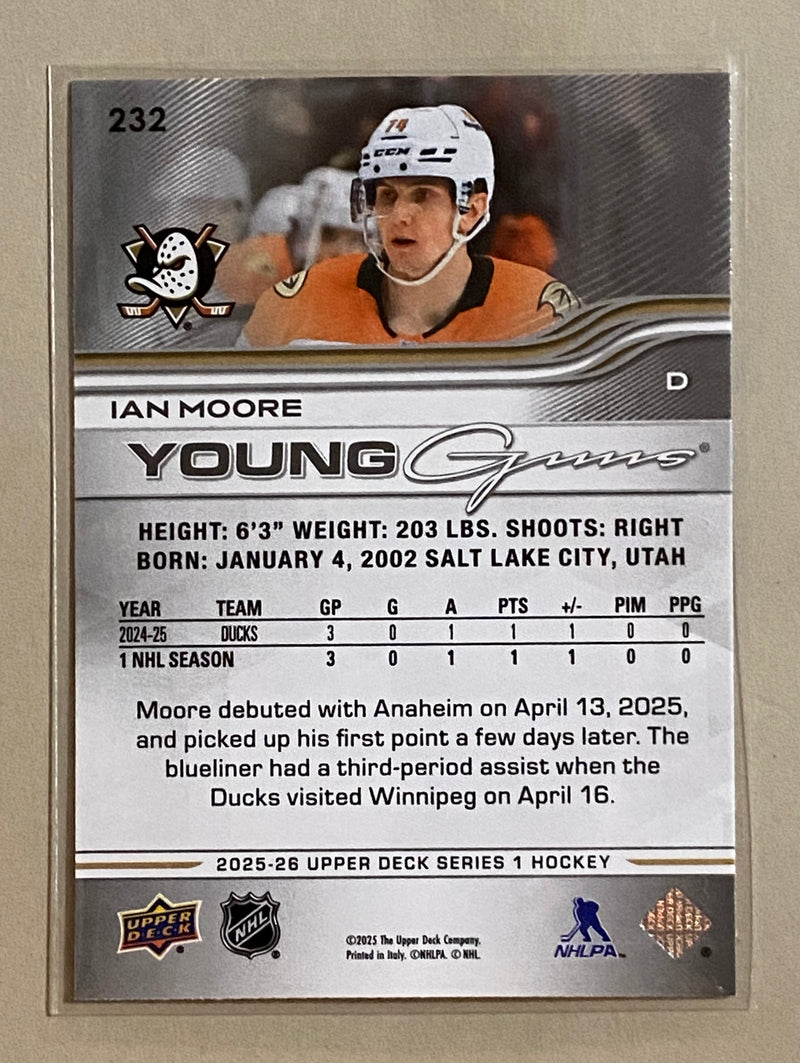 232
74
CCM
D
IAN MOORE
YOUNG Guns®
HEIGHT: 6'3" WEIGHT: 203 LBS. SHOOTS: RIGHT
BORN: JANUARY 4, 2002 SALT LAKE CITY, UTAH
YEAR TEAM GP G A PTS +/- PIM PPG
2024-25 DUCKS 3 0 1 1 1 0 0
1 NHL SEASON 3 0 1 1 1 0 0
Moore debuted with Anaheim on April 13, 2025,
and picked up his first point a few days later. The
blueliner had a third-period assist when the
Ducks visited Winnipeg on April 16.
2025-26 UPPER DECK SERIES 1 HOCKEY
UPPER
DECK®
NHL®
©2025 The Upper Deck Company.
Printed in Italy. ©NHLPA. © NHL.
NHLPA™